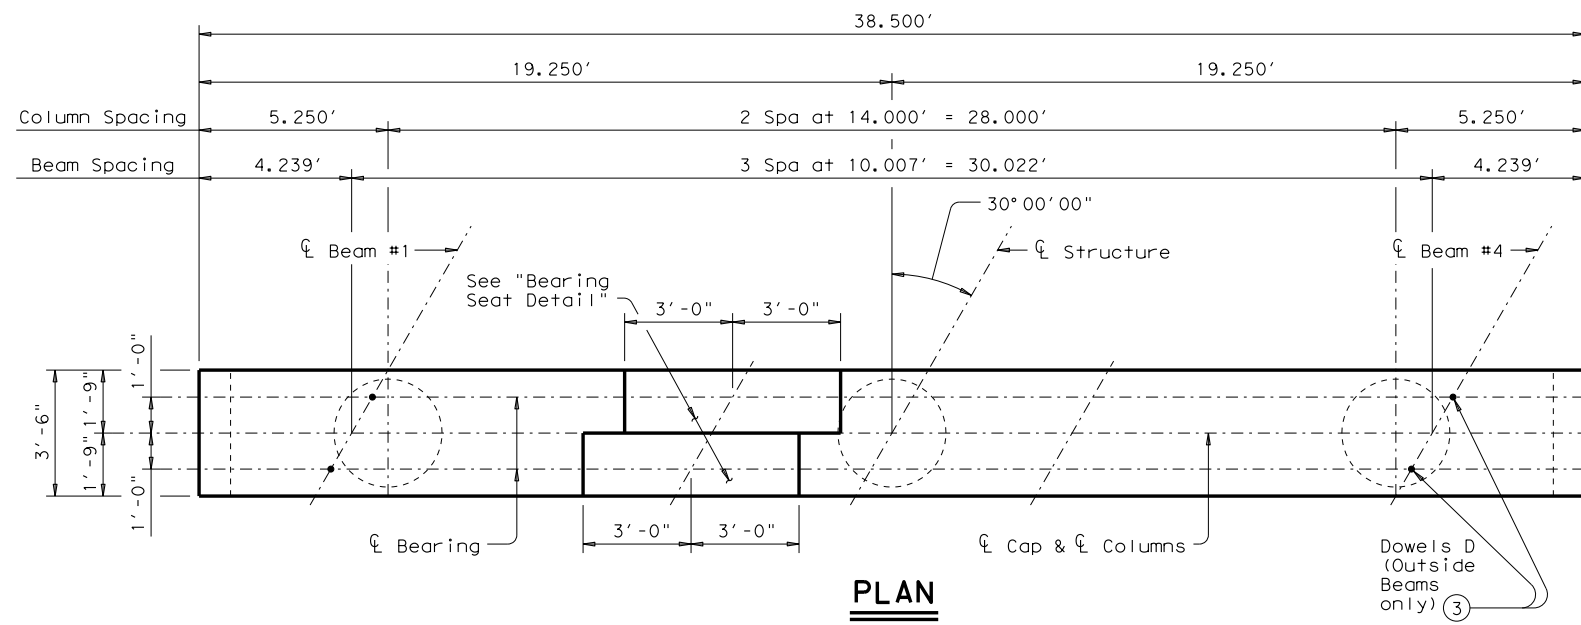 38.500'
19.250' 19.250'
Column Spacing 5.250' 2 Spa at 14.000' = 28.000' 5.250'
Beam Spacing 4.239' 3 Spa at 10.007' = 30.022' 4.239'
30°00'00"
℄ Beam #1
℄ Structure
℄ Beam #4
See "Bearing
Seat Detail"
3'-0" 3'-0"
1'-0"
1'-9"
3'-6"
1'-9"
1'-0"
3'-0" 3'-0"
℄ Bearing
℄ Cap & ℄ Columns
Dowels D
(Outside
Beams
only) 3
PLAN